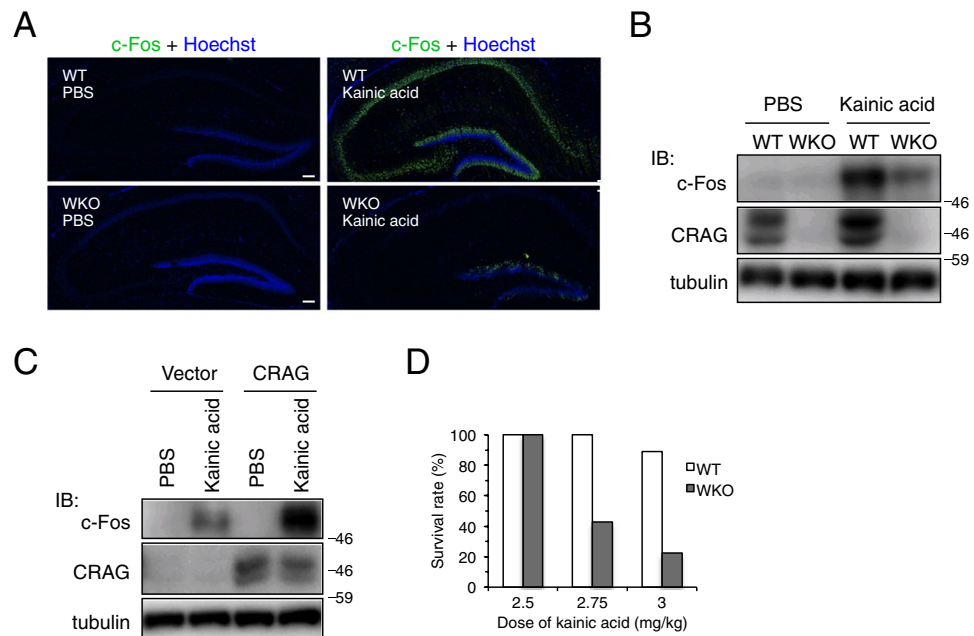 A
c-Fos + Hoechst
c-Fos + Hoechst
WT
PBS
WT
Kainic acid
WKO
PBS
WKO
Kainic acid
B
PBS
Kainic acid
WT WKO WT WKO
IB:
c-Fos
–46
CRAG
–46
–59
tubulin
C
Vector
CRAG
PBS
Kainic acid
PBS
Kainic acid
IB:
c-Fos
–46
CRAG
–46
–59
tubulin
D
Survival rate (%)
100
80
60
40
20
0
2.5
2.75
3
Dose of kainic acid (mg/kg)
WT
WKO